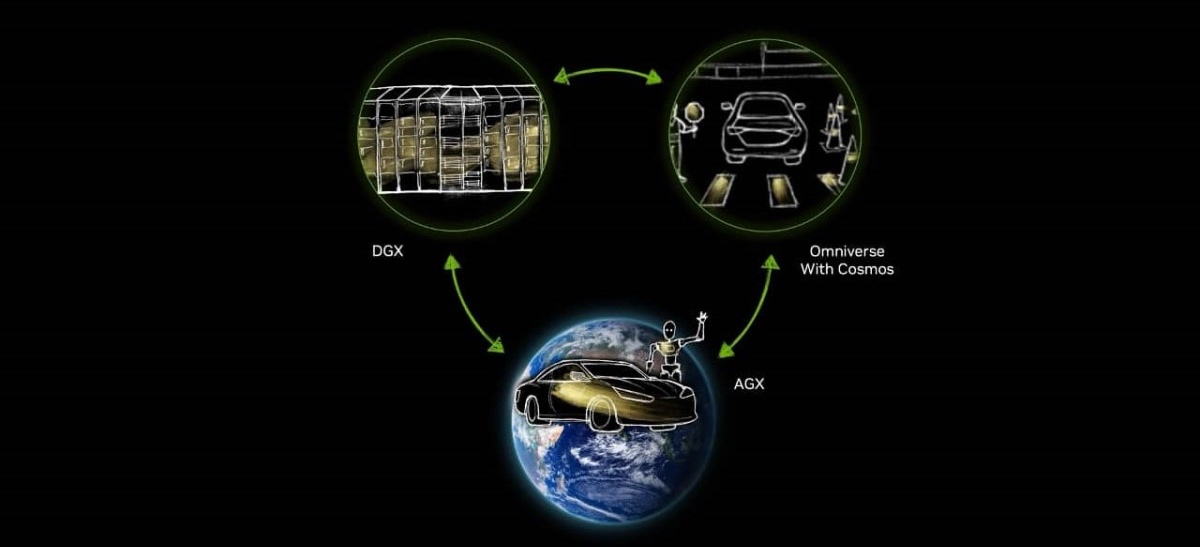 DGX
Omniverse
With Cosmos
AGX